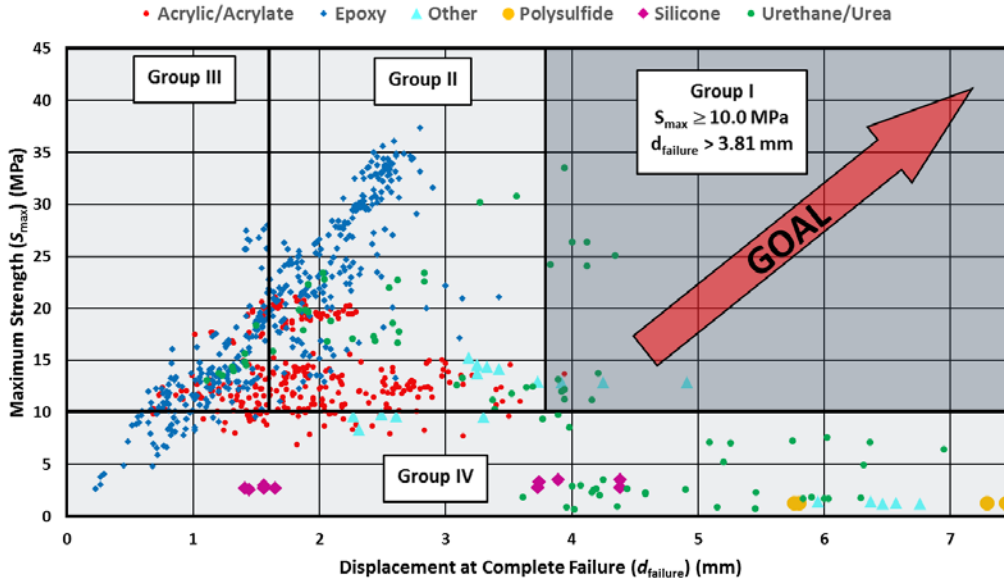 Acrylic/Acrylate Epoxy Other Polysulfide Silicone Urethane/Urea
Maximum Strength (Smax) (MPa)
45
40
35
30
25
20
15
10
5
0
Group III
Group II
Group I
Smax ≥ 10.0 MPa
dfailure > 3.81 mm
GOAL
Group IV
0 1 2 3 4 5 6 7
Displacement at Complete Failure (dfailure) (mm)